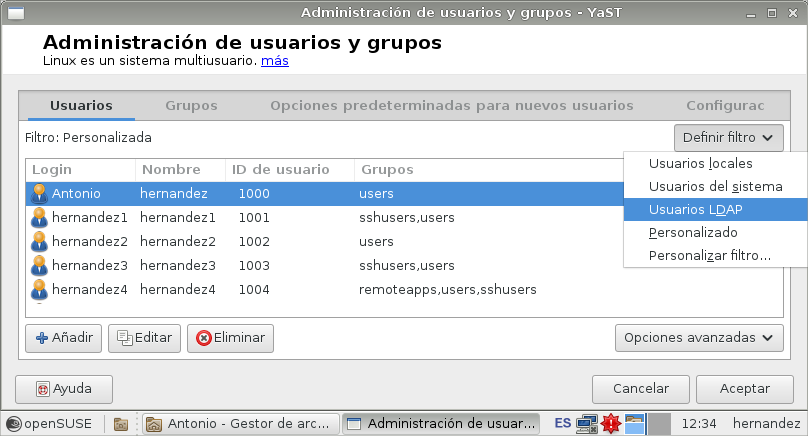 Administración de usuarios y grupos - YaST
Administración de usuarios y grupos
Linux es un sistema multiusuario. más
Usuarios Grupos Opciones predeterminadas para nuevos usuarios Configurac
Filtro: Personalizada Definir filtro
Usuarios locales
Usuarios del sistema
Usuarios LDAP
Personalizado
Personalizar filtro...
Login Nombre ID de usuario Grupos
Antonio hernandez 1000 users
hernandez1 hernandez1 1001 sshusers,users
hernandez2 hernandez2 1002 users
hernandez3 hernandez3 1003 sshusers,users
hernandez4 hernandez4 1004 remoteapps,users,sshusers
Añadir Editar Eliminar Opciones avanzadas
Ayuda Cancelar Aceptar
openSUSE Antonio - Gestor de arc... Administración de usuar... ES 12:34 hernandez